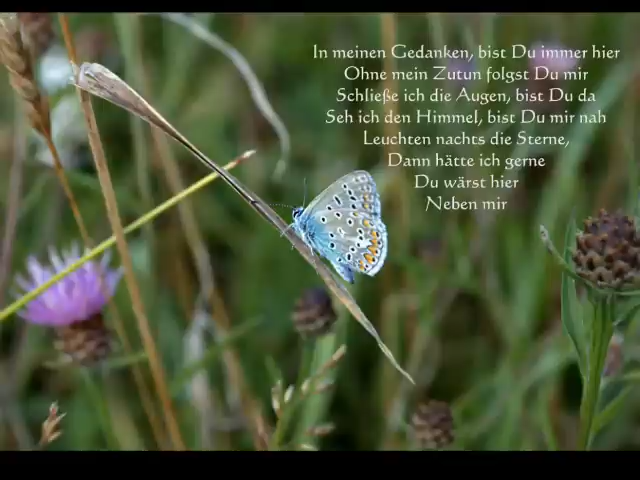 In meinen Gedanken, bist Du immer hier
Ohne mein Zutun folgst Du mir
Schließe ich die Augen, bist Du da
Seh ich den Himmel, bist Du mir nah
Leuchten nachts die Sterne,
Dann hätte ich gerne
Du wärst hier
Neben mir